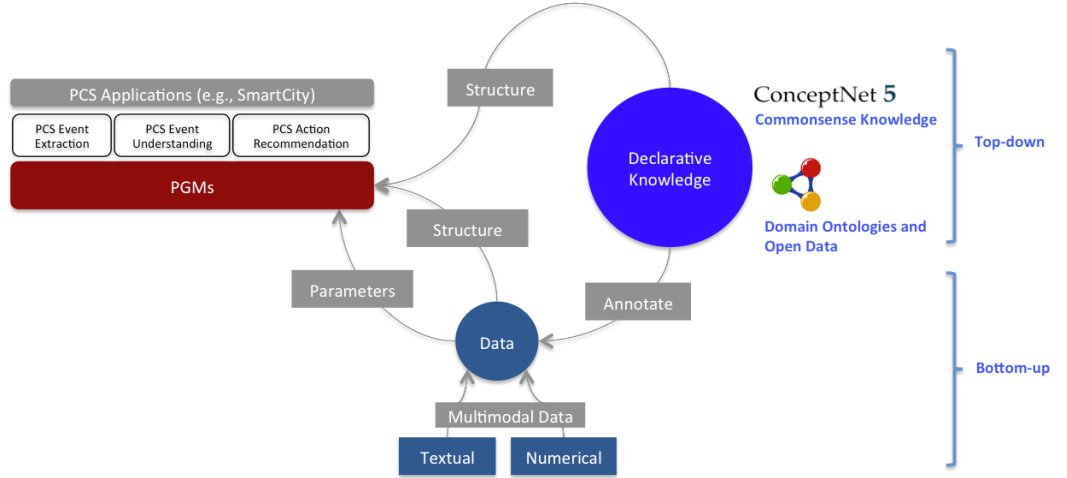 Structure
PCS Applications (e.g., SmartCity)
ConceptNet 5
Commonsense Knowledge
PCS Event
Extraction
PCS Event
Understanding
PCS Action
Recommendation
Top-down
Declarative
Knowledge
PGMs
Structure
Domain Ontologies and
Open Data
Parameters
Annotate
Data
Bottom-up
Multimodal Data
Textual
Numerical